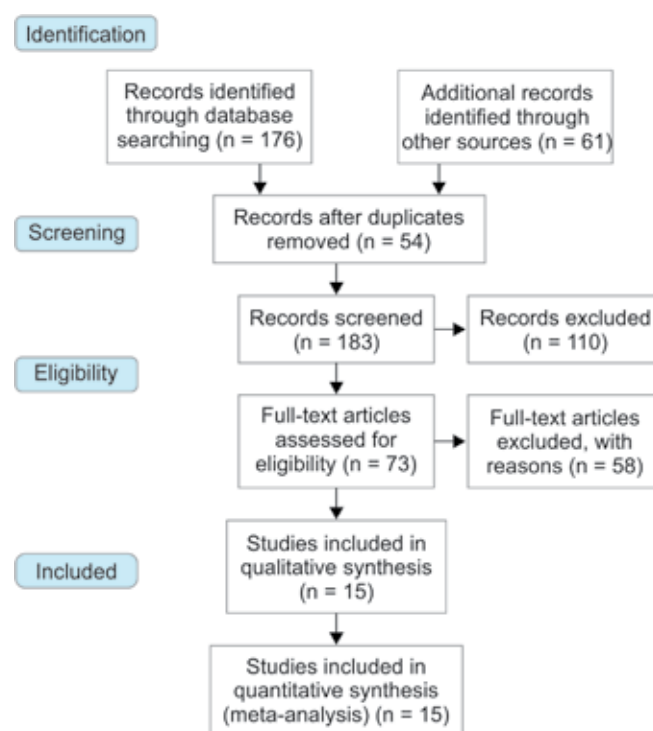 Identification
Records identified
through database
searching (n = 176)
Additional records
identified through
other sources (n = 61)
Screening
Records after duplicates
removed (n = 54)
Records screened
(n = 183)
Records excluded
(n = 110)
Eligibility
Full-text articles
assessed for
eligibility (n = 73)
Full-text articles
excluded, with
reasons (n = 58)
Included
Studies included in
qualitative synthesis
(n = 15)
Studies included in
quantitative synthesis
(meta-analysis) (n = 15)